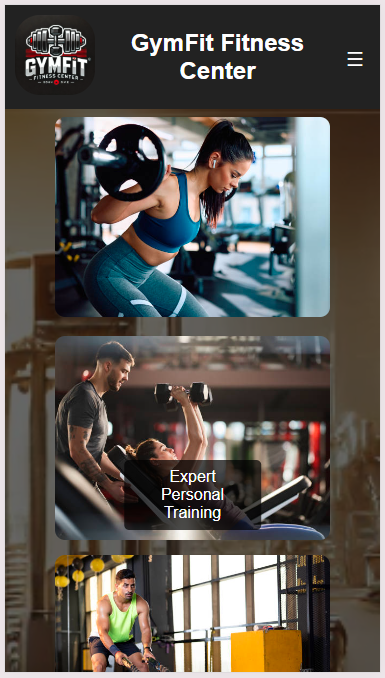 GymFit Fitness
Center
☰
GYMFIT
FITNESS CENTER
Expert
Personal
Training